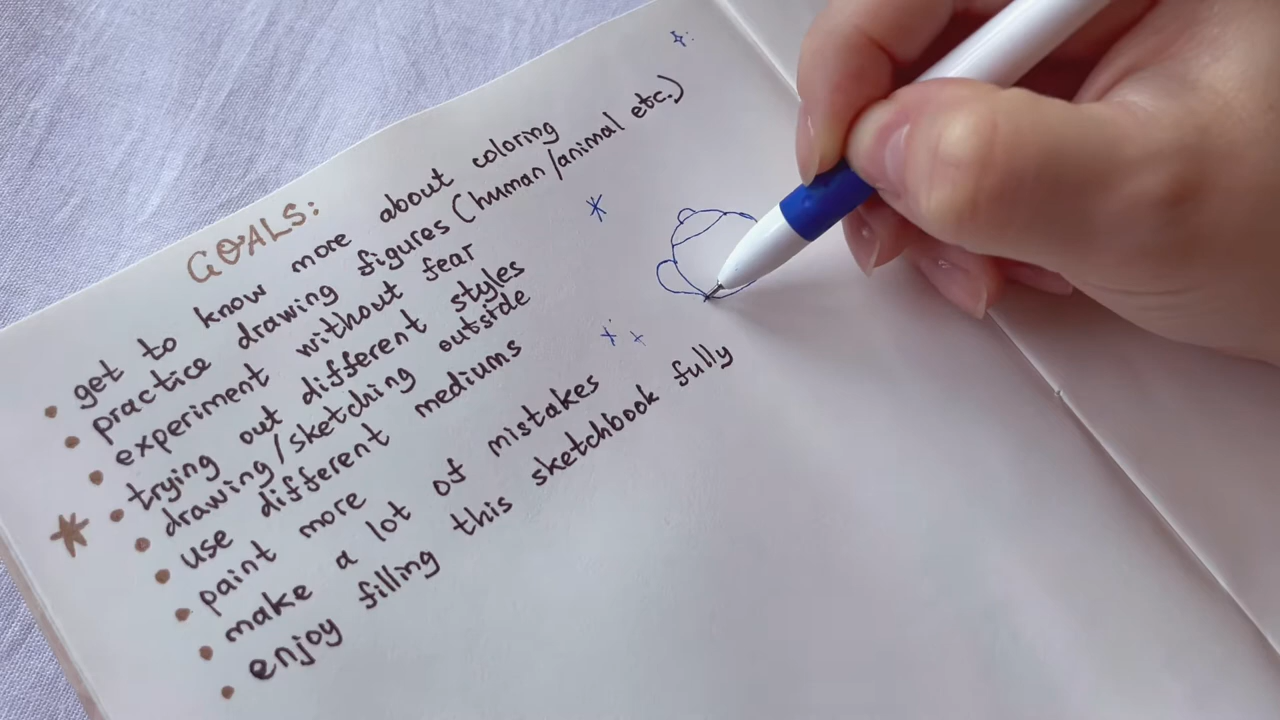 GOALS:
• get to know more about coloring
• practice drawing figures (human/animal etc.)
• experiment without fear
• trying out different styles
• drawing/sketching outside
• use different mediums
• paint more
• make a lot of mistakes
• enjoy filling this sketchbook fully